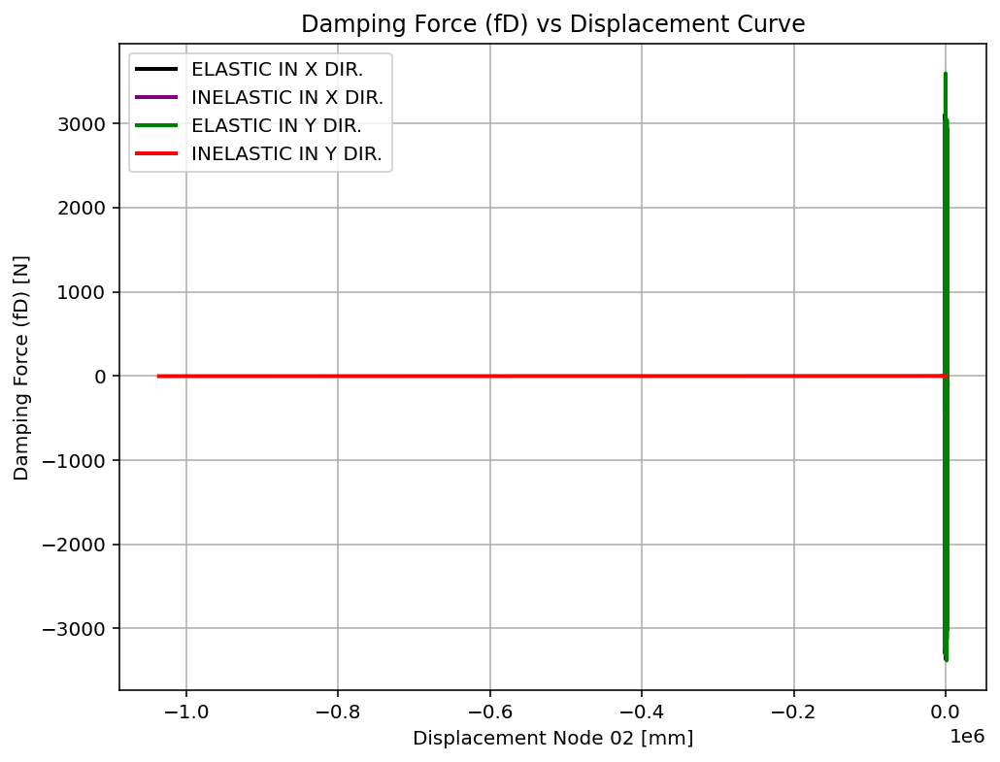 Damping Force (fD) vs Displacement Curve
ELASTIC IN X DIR.
INELASTIC IN X DIR.
ELASTIC IN Y DIR.
INELASTIC IN Y DIR.
Damping Force (fD) [N]
3000
2000
1000
0
−1000
−2000
−3000
−1.0
−0.8
−0.6
−0.4
−0.2
0.0
1e6
Displacement Node 02 [mm]